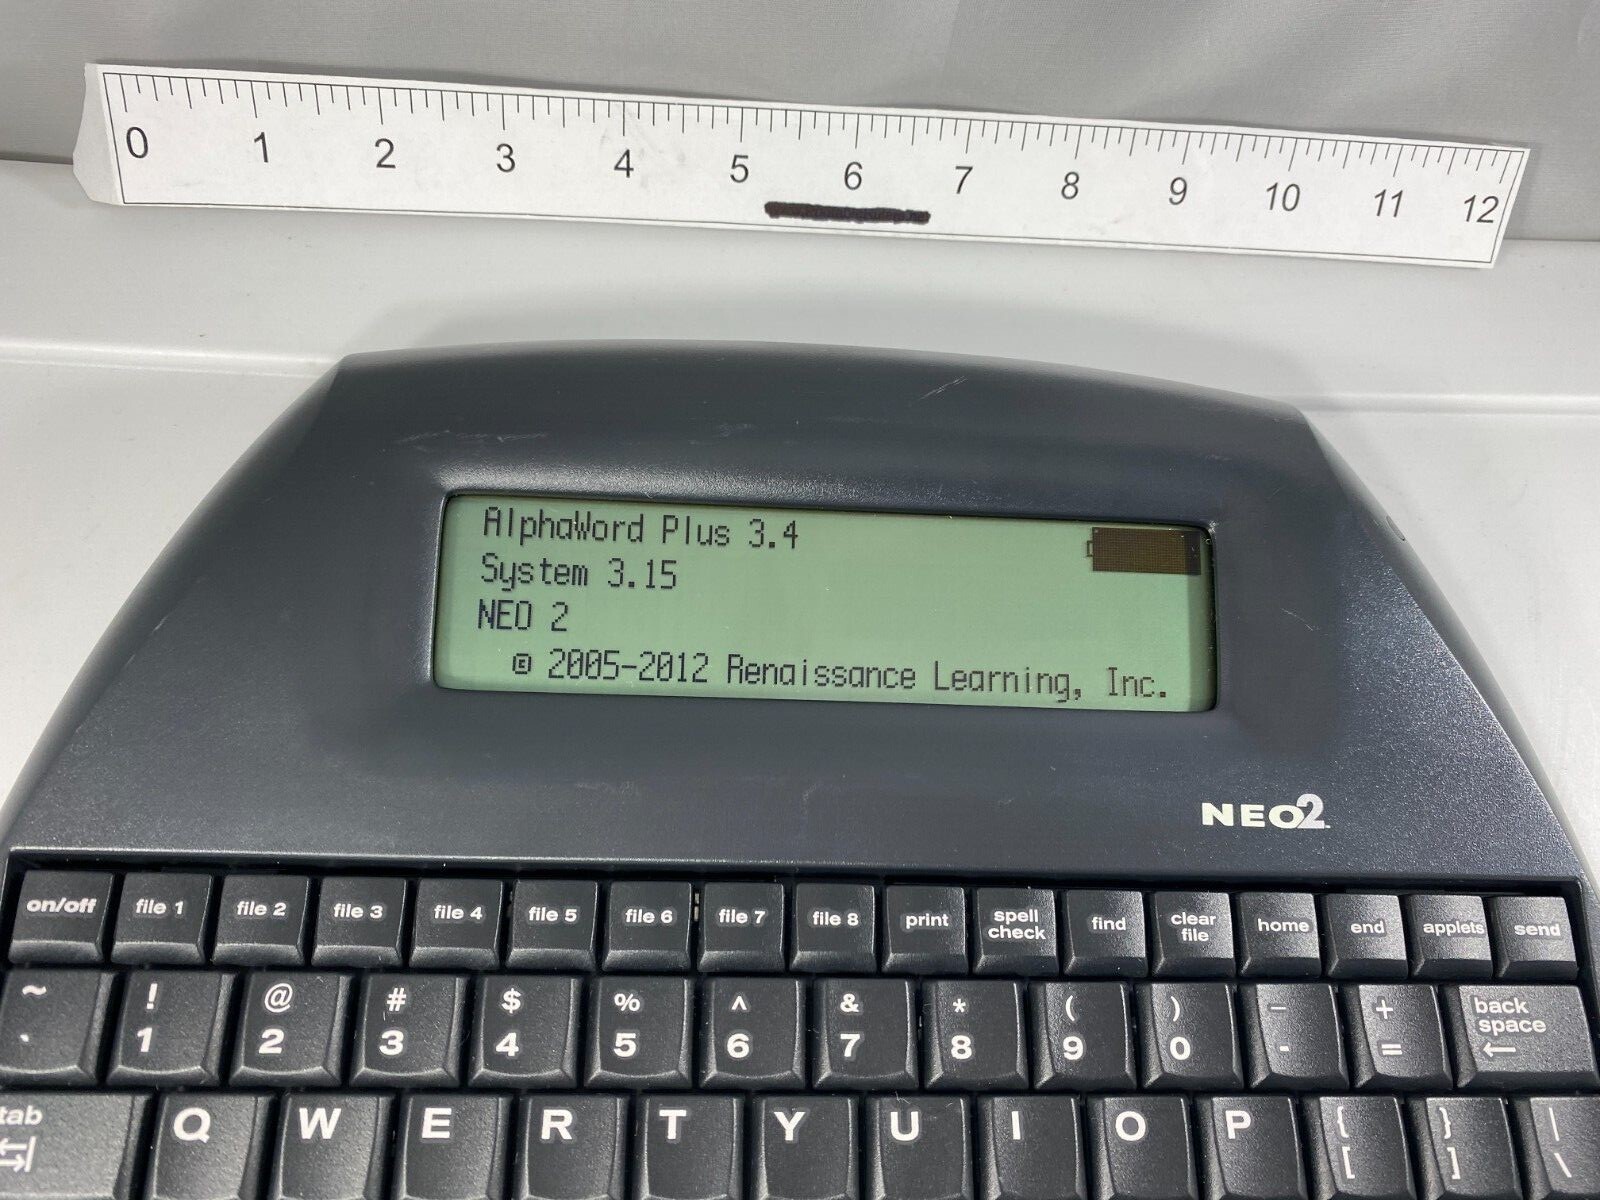 0 1 2 3 4 5 6 7 8 9 10 11 12
AlphaWord Plus 3.4
System 3.15
NEO 2
© 2005-2012 Renaissance Learning, Inc.
NEO2
on/off file 1 file 2 file 3 file 4 file 5 file 6 file 7 file 8 print spell check find clear file home end applets send
~ ! @ # $ % ^ & * ( ) _ + back space ←
` 1 2 3 4 5 6 7 8 9 0 - =
tab Q W E R T Y U I O P { } |
[ ] \